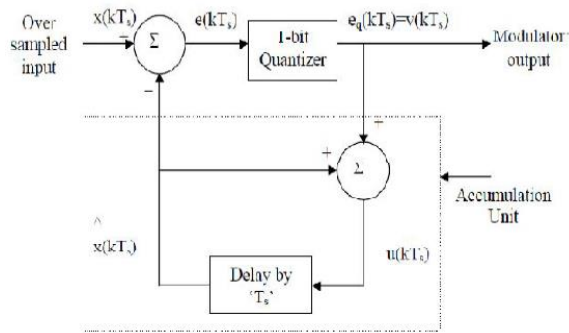 Over
sampled
input
x(kTs)
–
Σ
–
e(kTs)
1-bit
Quantizer
eq(kTs)=v(kTs)
Modulator
output
+
+
Σ
Accumulation
Unit
^
x(kTs)
Delay by
‘Ts’
u(kTs)